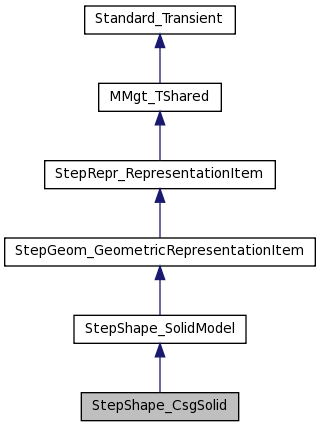 Standard_Transient
MMgt_TShared
StepRepr_RepresentationItem
StepGeom_GeometricRepresentationItem
StepShape_SolidModel
StepShape_CsgSolid